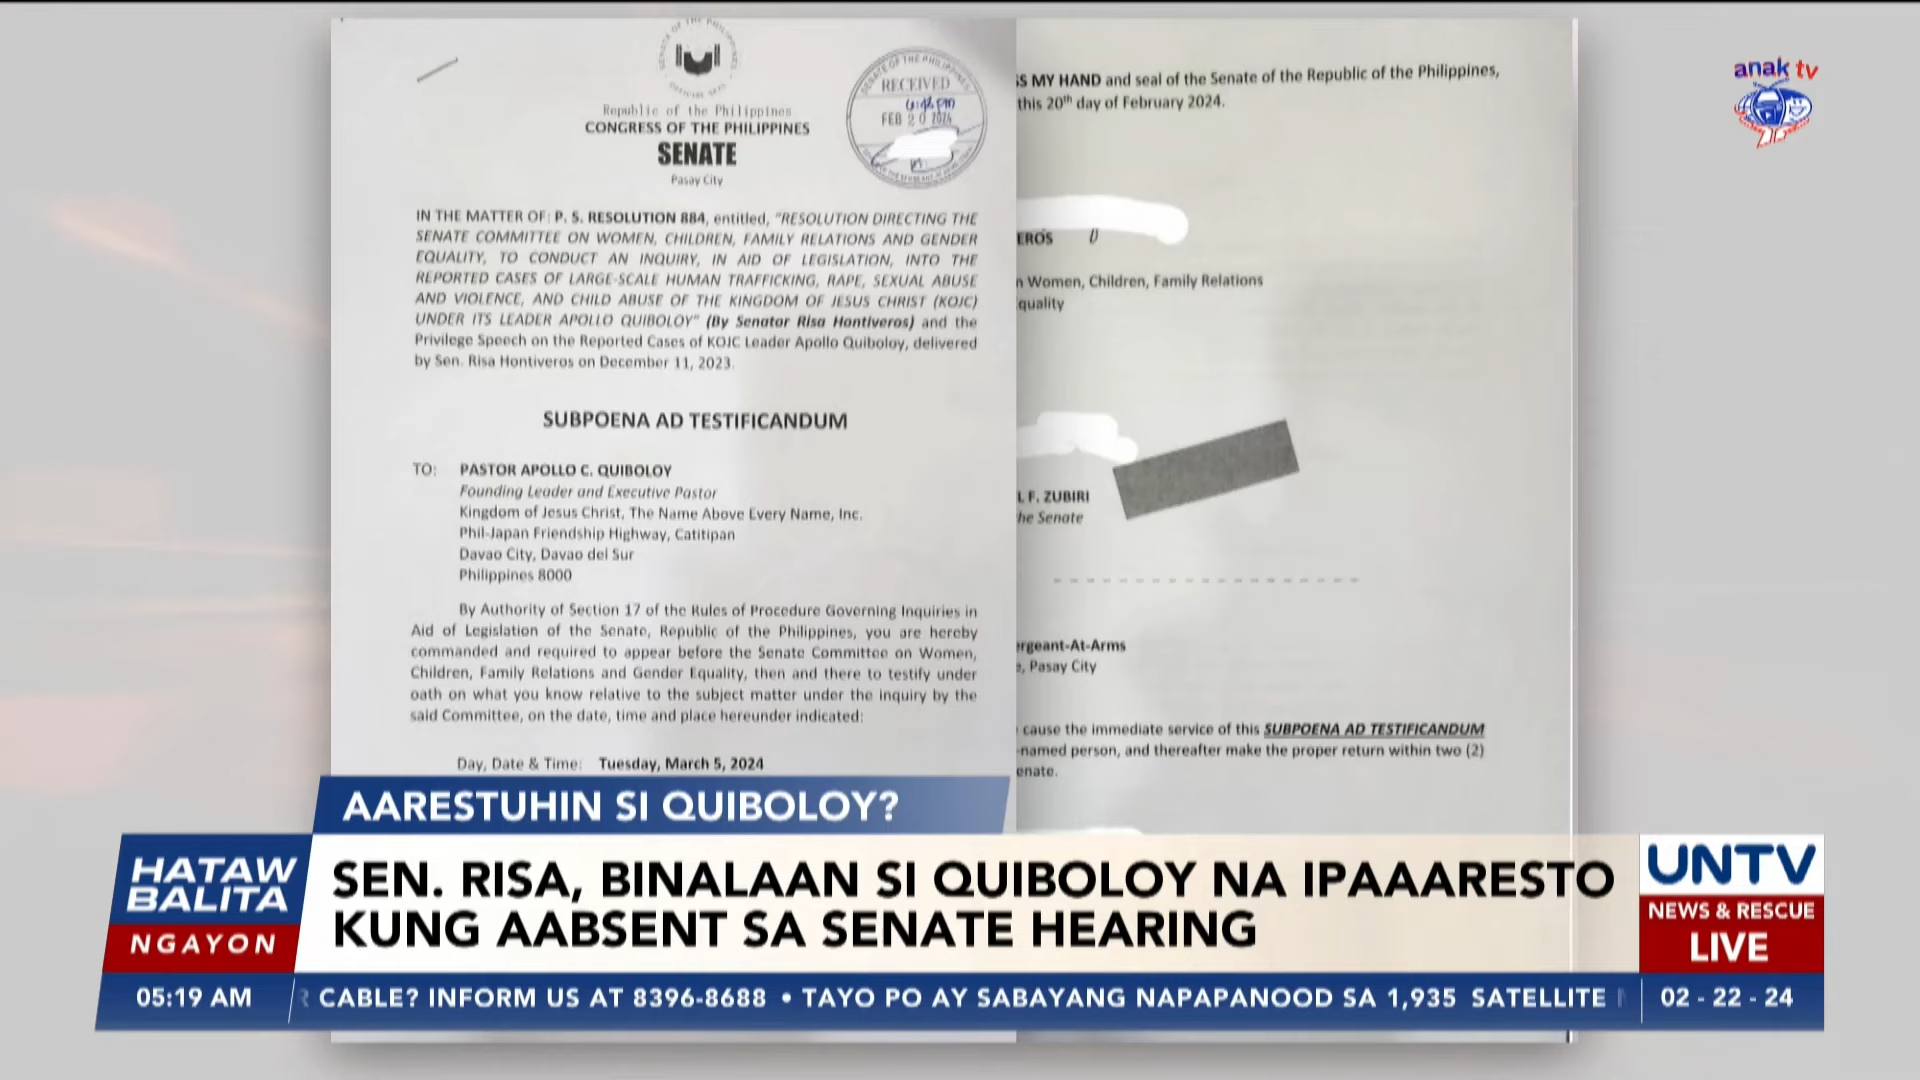 SENATE OF THE PHILIPPINES
OFFICIAL SEAL
Republic of the Philippines
CONGRESS OF THE PHILIPPINES
SENATE
Pasay City
SENATE OF THE PHILIPPINES
RECEIVED
FEB 20 2024
IN THE MATTER OF: P. S. RESOLUTION 884, entitled, “RESOLUTION DIRECTING THE
SENATE COMMITTEE ON WOMEN, CHILDREN, FAMILY RELATIONS AND GENDER
EQUALITY, TO CONDUCT AN INQUIRY, IN AID OF LEGISLATION, INTO THE
REPORTED CASES OF LARGE-SCALE HUMAN TRAFFICKING, RAPE, SEXUAL ABUSE
AND VIOLENCE, AND CHILD ABUSE OF THE KINGDOM OF JESUS CHRIST (KOJC)
UNDER ITS LEADER APOLLO QUIBOLOY” (By Senator Risa Hontiveros) and the
Privilege Speech on the Reported Cases of KOJC Leader Apollo Quiboloy, delivered
by Sen. Risa Hontiveros on December 11, 2023.
SUBPOENA AD TESTIFICANDUM
TO: PASTOR APOLLO C. QUIBOLOY
Founding Leader and Executive Pastor
Kingdom of Jesus Christ, The Name Above Every Name, Inc.
Phil-Japan Friendship Highway, Catitipan
Davao City, Davao del Sur
Philippines 8000
By Authority of Section 17 of the Rules of Procedure Governing Inquiries in
Aid of Legislation of the Senate, Republic of the Philippines, you are hereby
commanded and required to appear before the Senate Committee on Women,
Children, Family Relations and Gender Equality, then and there to testify under
oath on what you know relative to the subject matter under the inquiry by the
said Committee, on the date, time and place hereunder indicated:
Day, Date & Time: Tuesday, March 5, 2024
SS MY HAND and seal of the Senate of the Republic of the Philippines,
this 20th day of February 2024.
EROS
n Women, Children, Family Relations
quality
L F. ZUBIRI
he Senate
ergeant-At-Arms
e, Pasay City
cause the immediate service of this SUBPOENA AD TESTIFICANDUM
-named person, and thereafter make the proper return within two (2)
enate.
anak tv
AARESTUHIN SI QUIBOLOY?
HATAW
BALITA
NGAYON
SEN. RISA, BINALAAN SI QUIBOLOY NA IPAAARESTO
KUNG AABSENT SA SENATE HEARING
UNTV
NEWS & RESCUE
LIVE
05:19 AM
R CABLE? INFORM US AT 8396-8688 • TAYO PO AY SABAYANG NAPAPANOOD SA 1,935 SATELLITE
02 - 22 - 24